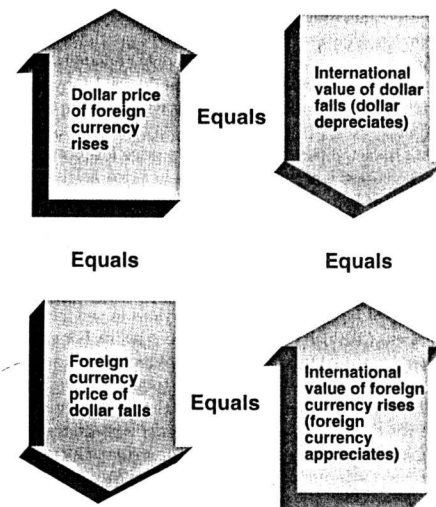 Dollar price
of foreign
currency
rises
Equals
International
value of dollar
falls (dollar
depreciates)
Equals
Equals
Foreign
currency
price of
dollar falls
Equals
International
value of foreign
currency rises
(foreign
currency
appreciates)